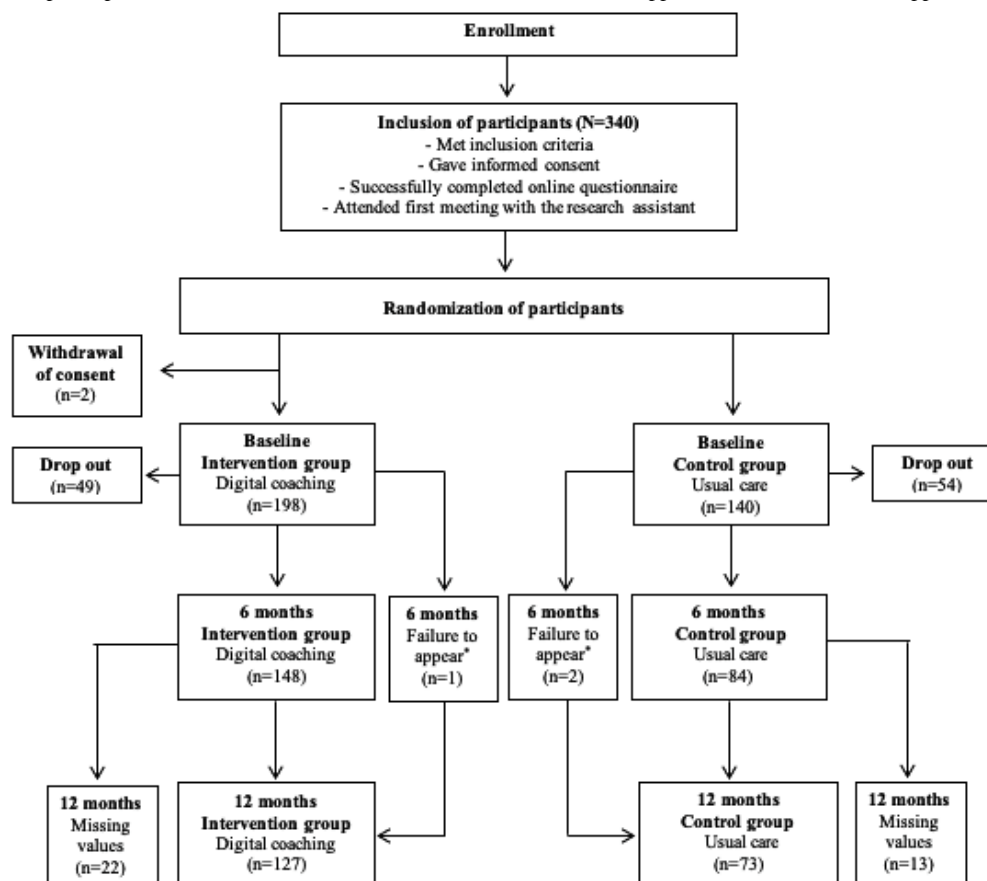 Enrollment
Inclusion of participants (N=340)
- Met inclusion criteria
- Gave informed consent
- Successfully completed online questionnaire
- Attended first meeting with the research assistant
Randomization of participants
Withdrawal
of consent
(n=2)
Baseline
Intervention group
Digital coaching
(n=198)
Drop out
(n=49)
Baseline
Control group
Usual care
(n=140)
Drop out
(n=54)
6 months
Intervention group
Digital coaching
(n=148)
6 months
Failure to
appear*
(n=1)
6 months
Failure to
appear*
(n=2)
6 months
Control group
Usual care
(n=84)
12 months
Missing
values
(n=22)
12 months
Intervention group
Digital coaching
(n=127)
12 months
Control group
Usual care
(n=73)
12 months
Missing
values
(n=13)